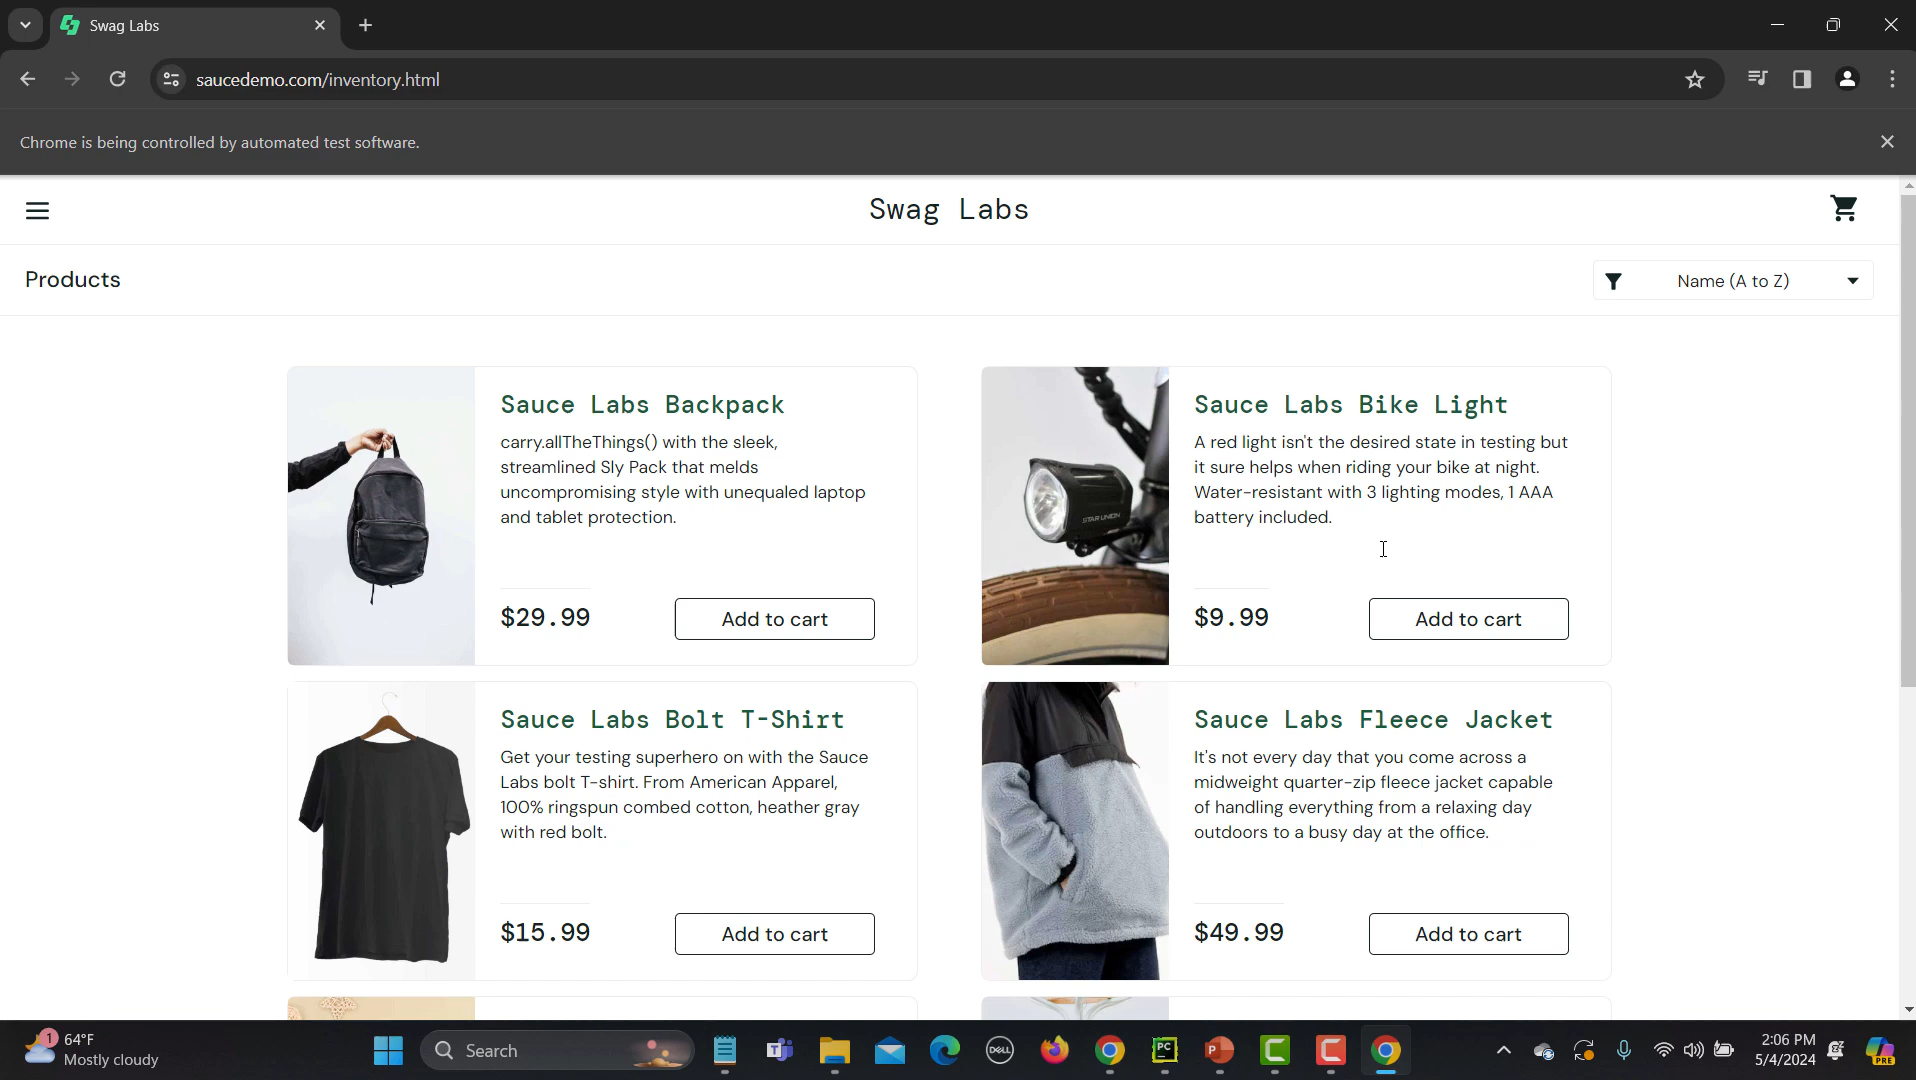 Swag Labs
saucedemo.com/inventory.html
Chrome is being controlled by automated test software.
Swag Labs
Products
Name (A to Z)
Sauce Labs Backpack
carry.allTheThings() with the sleek,
streamlined Sly Pack that melds
uncompromising style with unequaled laptop
and tablet protection.
$29.99
Add to cart
Sauce Labs Bike Light
A red light isn't the desired state in testing but
it sure helps when riding your bike at night.
Water-resistant with 3 lighting modes, 1 AAA
battery included.
STAR UNION
$9.99
Add to cart
Sauce Labs Bolt T-Shirt
Get your testing superhero on with the Sauce
Labs bolt T-shirt. From American Apparel,
100% ringspun combed cotton, heather gray
with red bolt.
$15.99
Add to cart
Sauce Labs Fleece Jacket
It's not every day that you come across a
midweight quarter-zip fleece jacket capable
of handling everything from a relaxing day
outdoors to a busy day at the office.
$49.99
Add to cart
1
64°F
Mostly cloudy
Search
DELL
PC
P
C
C
2:06 PM
5/4/2024
PRE